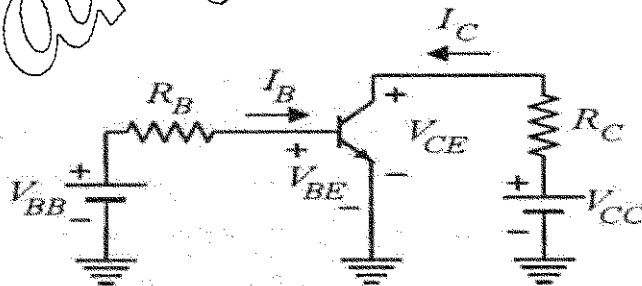 I_C
R_B
I_B
+
+
V_CE
R_C
+
V_BB
V_BE
−
+
V_CC
−
−
−